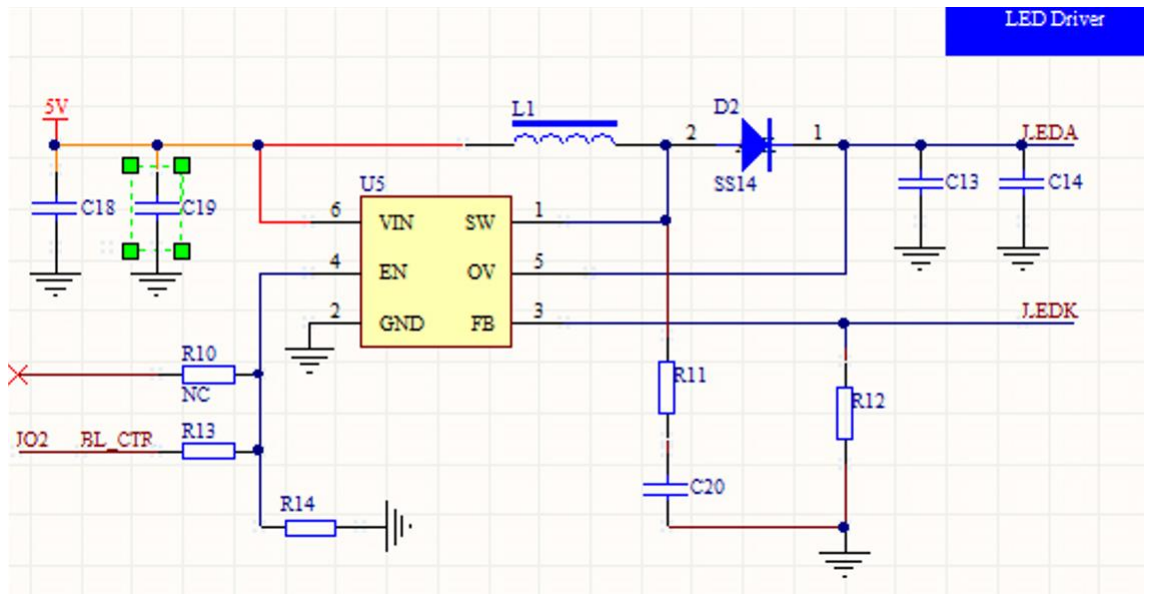 LED Driver
5V
L1
D2
2
1
LEDA
SS14
C13
C14
C18
C19
U5
6
VIN
SW
1
4
EN
OV
5
2
GND
FB
3
LEDK
R10
NC
R11
R12
IO2
BL_CTR
R13
C20
R14